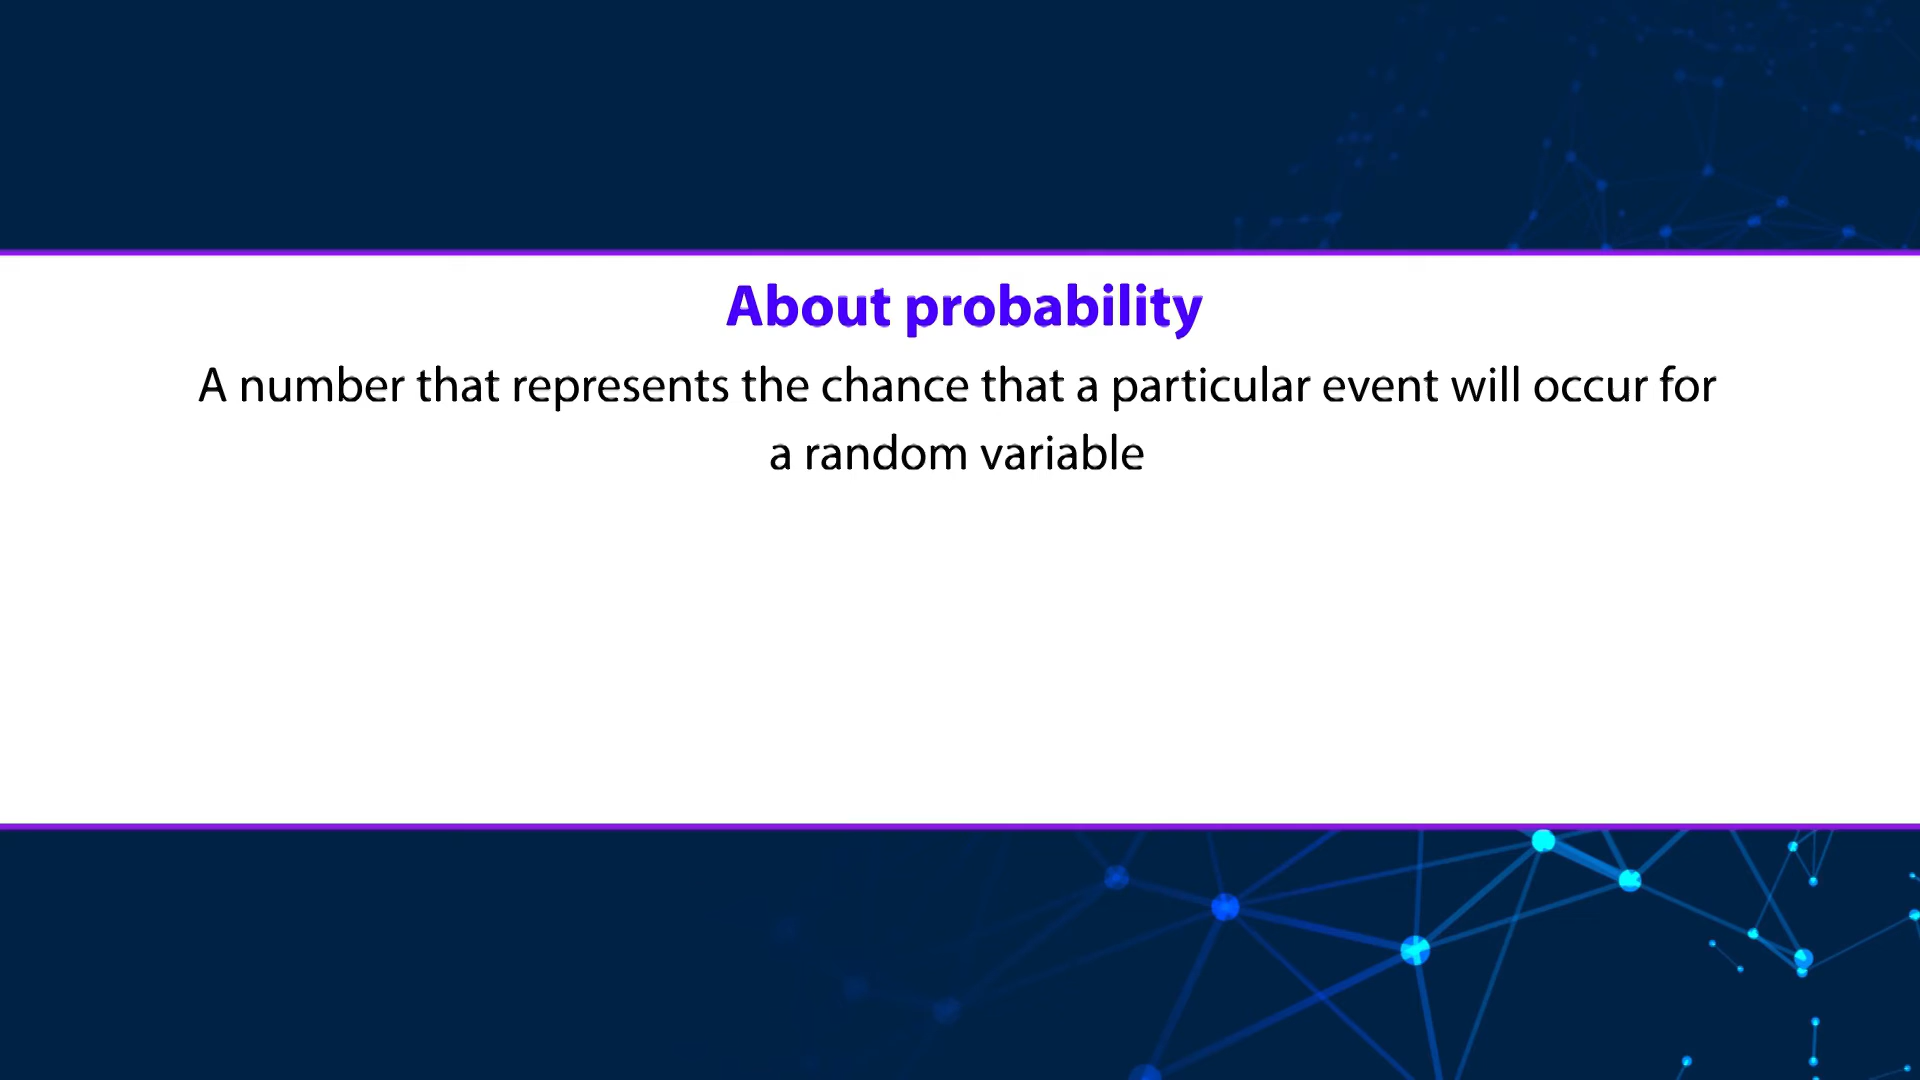 About probability
A number that represents the chance that a particular event will occur for
a random variable